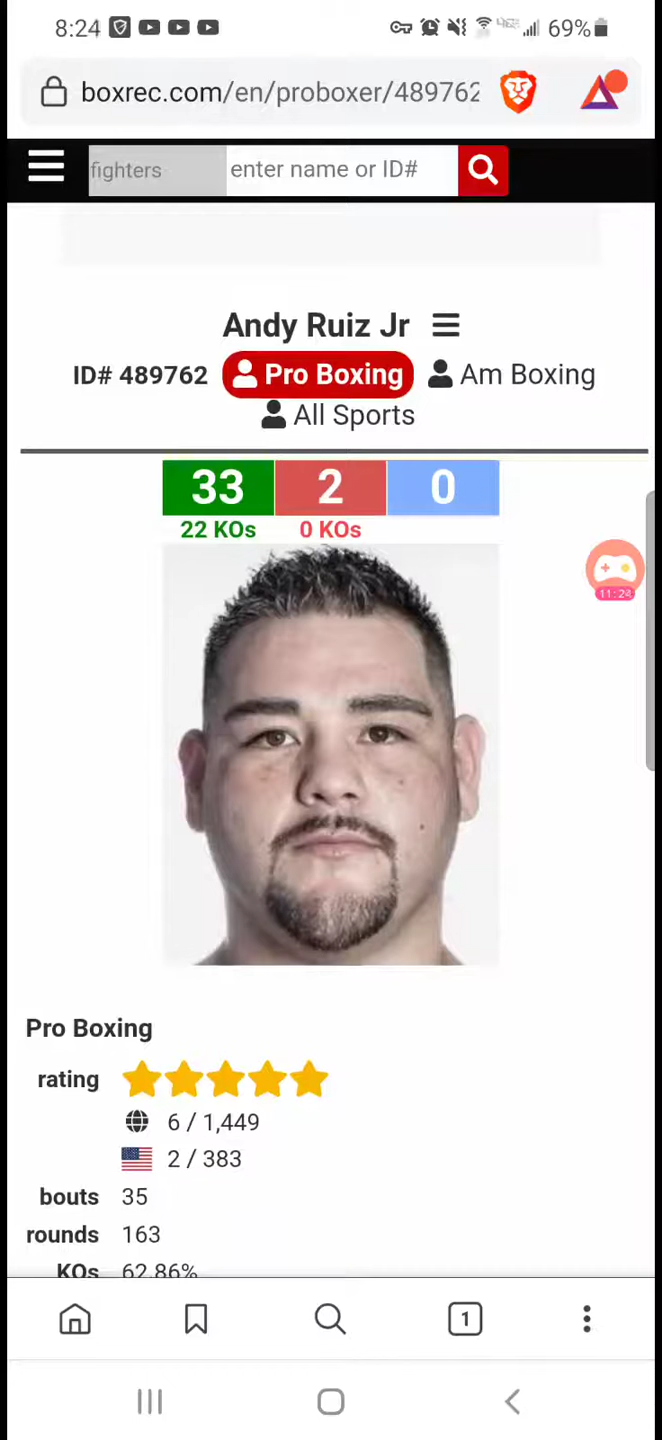 8:24 69%
boxrec.com/en/proboxer/489762
fighters enter name or ID#
Andy Ruiz Jr
ID# 489762 Pro Boxing Am Boxing
All Sports
33 2 0
22 KOs 0 KOs
11:24
Pro Boxing
rating
6 / 1,449
2 / 383
bouts 35
rounds 163
KOs 62.86%
1